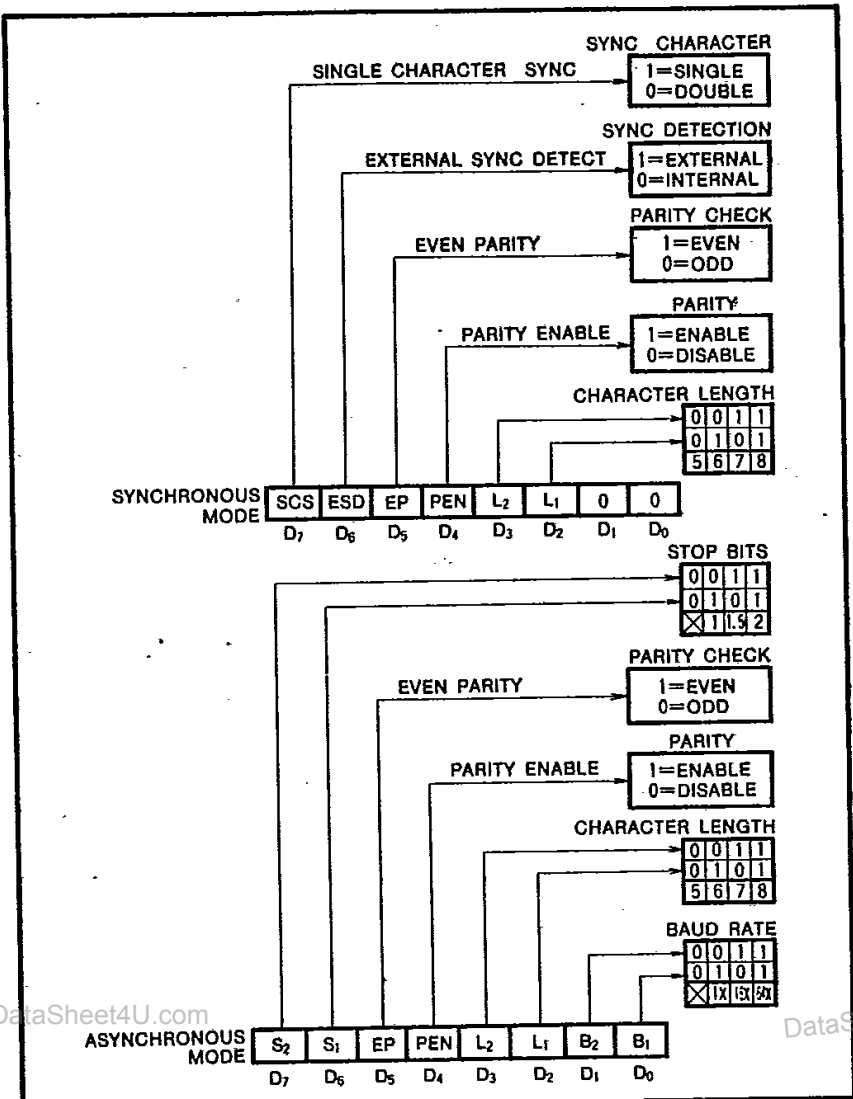 SYNC CHARACTER
SINGLE CHARACTER SYNC
1=SINGLE
0=DOUBLE
SYNC DETECTION
EXTERNAL SYNC DETECT
1=EXTERNAL
0=INTERNAL
PARITY CHECK
EVEN PARITY
1=EVEN
0=ODD
PARITY
PARITY ENABLE
1=ENABLE
0=DISABLE
CHARACTER LENGTH
0 0 1 1
0 1 0 1
5 6 7 8
SYNCHRONOUS MODE
SCS ESD EP PEN L2 L1 0 0
D7 D6 D5 D4 D3 D2 D1 D0
STOP BITS
0 0 1 1
0 1 0 1
1 1.5 2
PARITY CHECK
EVEN PARITY
1=EVEN
0=ODD
PARITY
PARITY ENABLE
1=ENABLE
0=DISABLE
CHARACTER LENGTH
0 0 1 1
0 1 0 1
5 6 7 8
BAUD RATE
0 0 1 1
0 1 0 1
1X 16X 64X
DataSheet4U.com
DataS
ASYNCHRONOUS MODE
S2 S1 EP PEN L2 L1 B2 B1
D7 D6 D5 D4 D3 D2 D1 D0